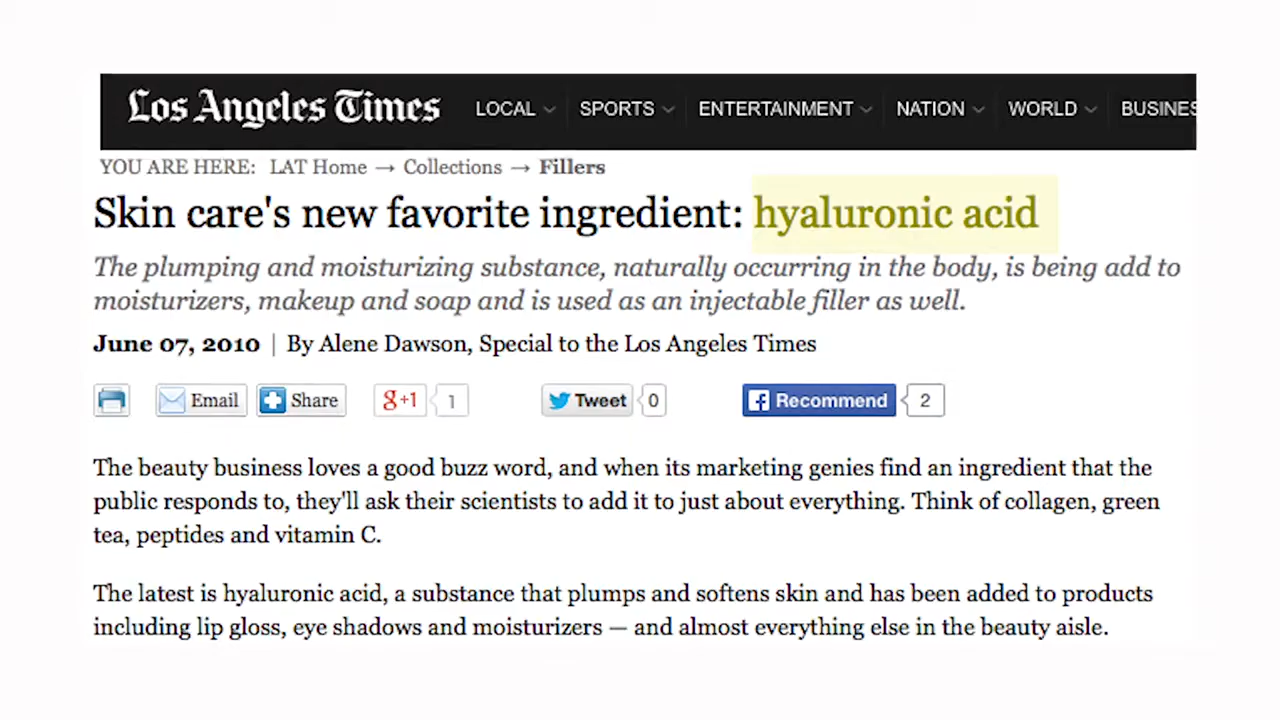 Los Angeles Times LOCAL SPORTS ENTERTAINMENT NATION WORLD BUSINES
YOU ARE HERE: LAT Home → Collections → Fillers
Skin care's new favorite ingredient: hyaluronic acid
The plumping and moisturizing substance, naturally occurring in the body, is being add to
moisturizers, makeup and soap and is used as an injectable filler as well.
June 07, 2010 | By Alene Dawson, Special to the Los Angeles Times
Email Share g+1 1 Tweet 0 Recommend 2
The beauty business loves a good buzz word, and when its marketing genies find an ingredient that the
public responds to, they'll ask their scientists to add it to just about everything. Think of collagen, green
tea, peptides and vitamin C.
The latest is hyaluronic acid, a substance that plumps and softens skin and has been added to products
including lip gloss, eye shadows and moisturizers — and almost everything else in the beauty aisle.